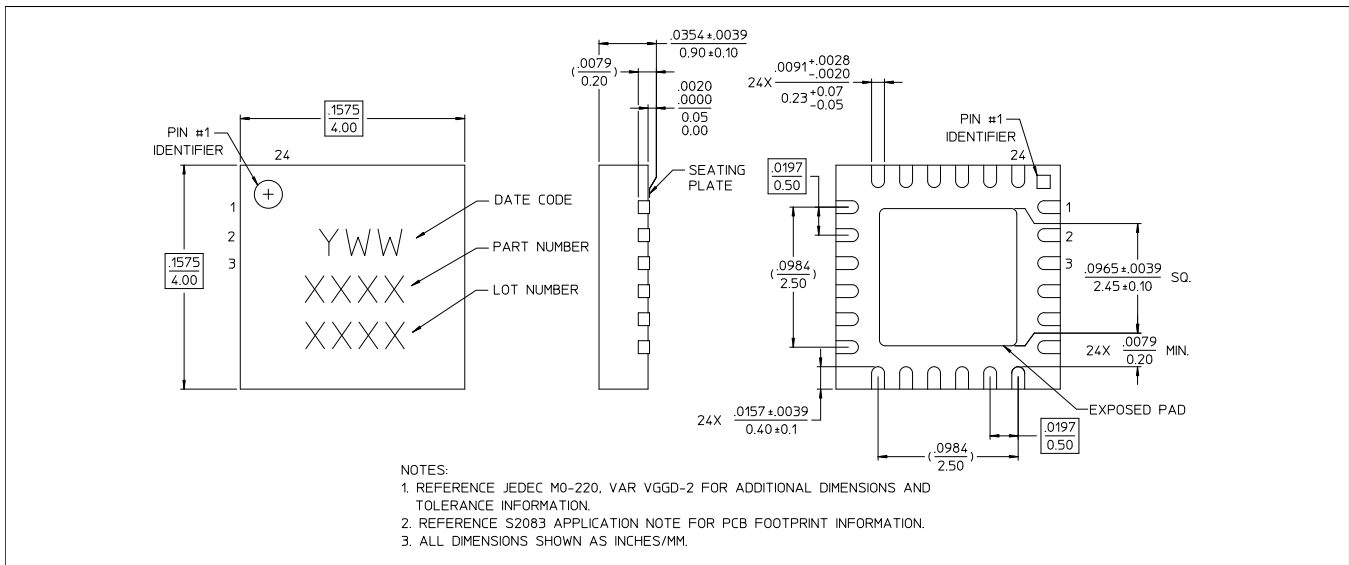 .1575
4.00
PIN #1
IDENTIFIER
24
1
2
3
.1575
4.00
YWW
XXXX
XXXX
DATE CODE
PART NUMBER
LOT NUMBER
.0354±.0039
0.90±0.10
(.0079)
0.20
.0020
.0000
0.05
0.00
SEATING
PLATE
24X .0091 +.0028 -.0020
0.23 +0.07 -0.05
PIN #1
IDENTIFIER
24
.0197
0.50
1
2
3
(.0984)
2.50
.0965±.0039 SQ.
2.45±0.10
24X .0079 MIN.
0.20
EXPOSED PAD
24X .0157±.0039
0.40±0.1
.0197
0.50
(.0984)
2.50
NOTES:
1. REFERENCE JEDEC MO-220, VAR VGGD-2 FOR ADDITIONAL DIMENSIONS AND
TOLERANCE INFORMATION.
2. REFERENCE S2083 APPLICATION NOTE FOR PCB FOOTPRINT INFORMATION.
3. ALL DIMENSIONS SHOWN AS INCHES/MM.